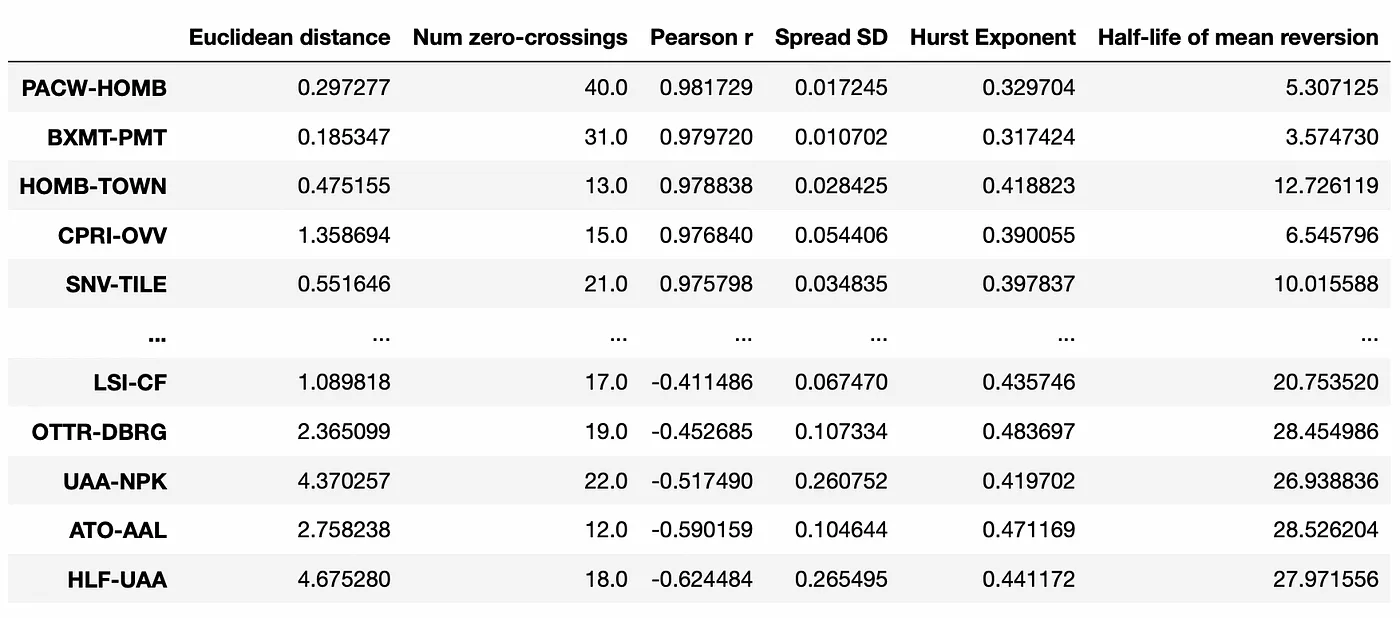 Euclidean distance Num zero-crossings Pearson r Spread SD Hurst Exponent Half-life of mean reversion
PACW-HOMB 0.297277 40.0 0.981729 0.017245 0.329704 5.307125
BXMT-PMT 0.185347 31.0 0.979720 0.010702 0.317424 3.574730
HOMB-TOWN 0.475155 13.0 0.978838 0.028425 0.418823 12.726119
CPRI-OVV 1.358694 15.0 0.976840 0.054406 0.390055 6.545796
SNV-TILE 0.551646 21.0 0.975798 0.034835 0.397837 10.015588
... ... ... ... ... ... ...
LSI-CF 1.089818 17.0 -0.411486 0.067470 0.435746 20.753520
OTTR-DBRG 2.365099 19.0 -0.452685 0.107334 0.483697 28.454986
UAA-NPK 4.370257 22.0 -0.517490 0.260752 0.419702 26.938836
ATO-AAL 2.758238 12.0 -0.590159 0.104644 0.471169 28.526204
HLF-UAA 4.675280 18.0 -0.624484 0.265495 0.441172 27.971556